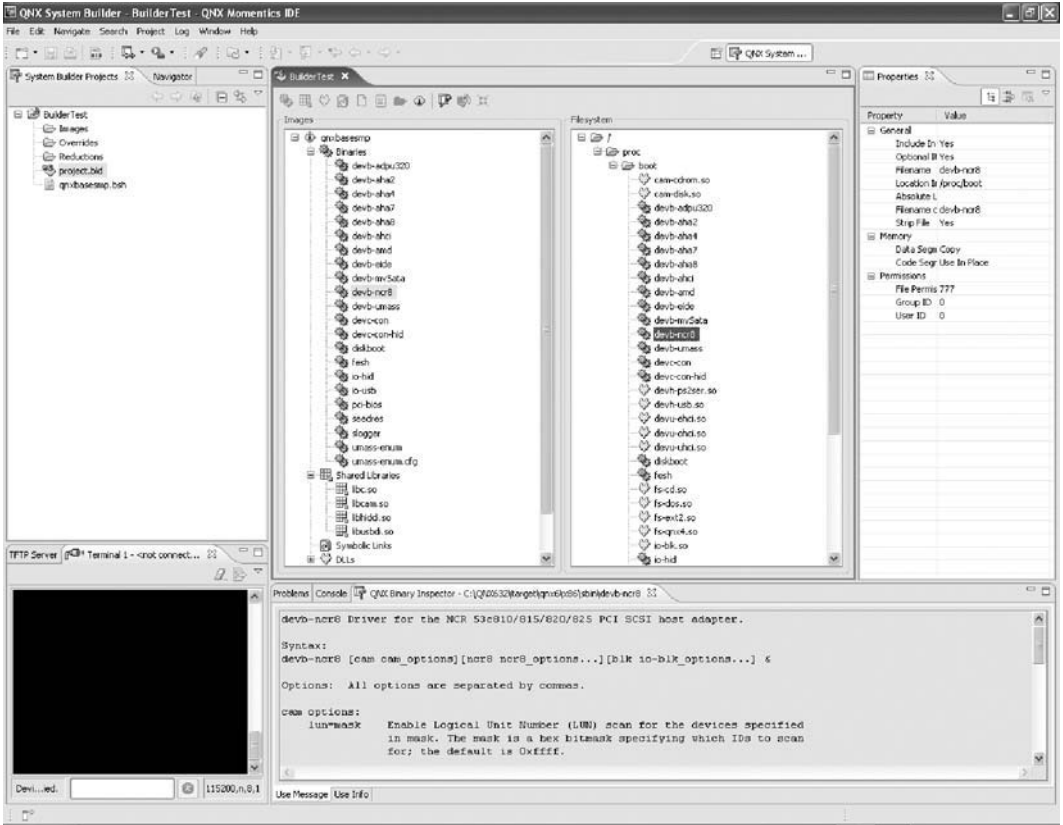 QNX System Builder - BuilderTest - QNX Momentics IDE
File Edit Navigate Search Project Log Window Help
QNX System ...
System Builder Projects
Navigator
BuilderTest
Images
Overrides
Reductions
project.bld
qnxbasesmp.bsh
BuilderTest
Images
qnxbasesmp
Binaries
devb-adpu320
devb-aha2
devb-aha4
devb-aha7
devb-aha8
devb-ahci
devb-amd
devb-eide
devb-mvSata
devb-ncr8
devb-umass
devc-con
devc-con-hid
diskboot
fesh
io-hid
io-usb
pci-bios
seedres
slogger
umass-enum
umass-enum.cfg
Shared Libraries
libc.so
libcam.so
libhidd.so
libusbdi.so
Symbolic Links
DLLs
Filesystem
/
proc
boot
cam-cdrom.so
cam-disk.so
devb-adpu320
devb-aha2
devb-aha4
devb-aha7
devb-aha8
devb-ahci
devb-amd
devb-eide
devb-mvSata
devb-ncr8
devb-umass
devc-con
devc-con-hid
devh-ps2ser.so
devh-usb.so
devu-ehci.so
devu-ohci.so
devu-uhci.so
diskboot
fesh
fs-cd.so
fs-dos.so
fs-ext2.so
fs-qnx4.so
io-blk.so
io-hid
Properties
Property Value
General
Include In Yes
Optional It Yes
Filename devb-ncr8
Location In /proc/boot
Absolute L
Filename c devb-ncr8
Strip File Yes
Memory
Data Segn Copy
Code Segr Use In Place
Permissions
File Permis 777
Group ID 0
User ID 0
TFTP Server
Terminal 1 - <not connect...
Devi...ed.
115200,n,8,1
Problems Console QNX Binary Inspector - C:\QNX632\target\qnx6\x86\sbin\devb-ncr8
devb-ncr8 Driver for the NCR 53c810/815/820/825 PCI SCSI host adapter.
Syntax:
devb-ncr8 [cam cam_options][ncr8 ncr8_options...][blk io-blk_options...] &
Options: All options are separated by commas.
cam options:
lun=mask Enable Logical Unit Number (LUN) scan for the devices specified
in mask. The mask is a hex bitmask specifying which IDs to scan
for; the default is 0xffff.
Use Message Use Info